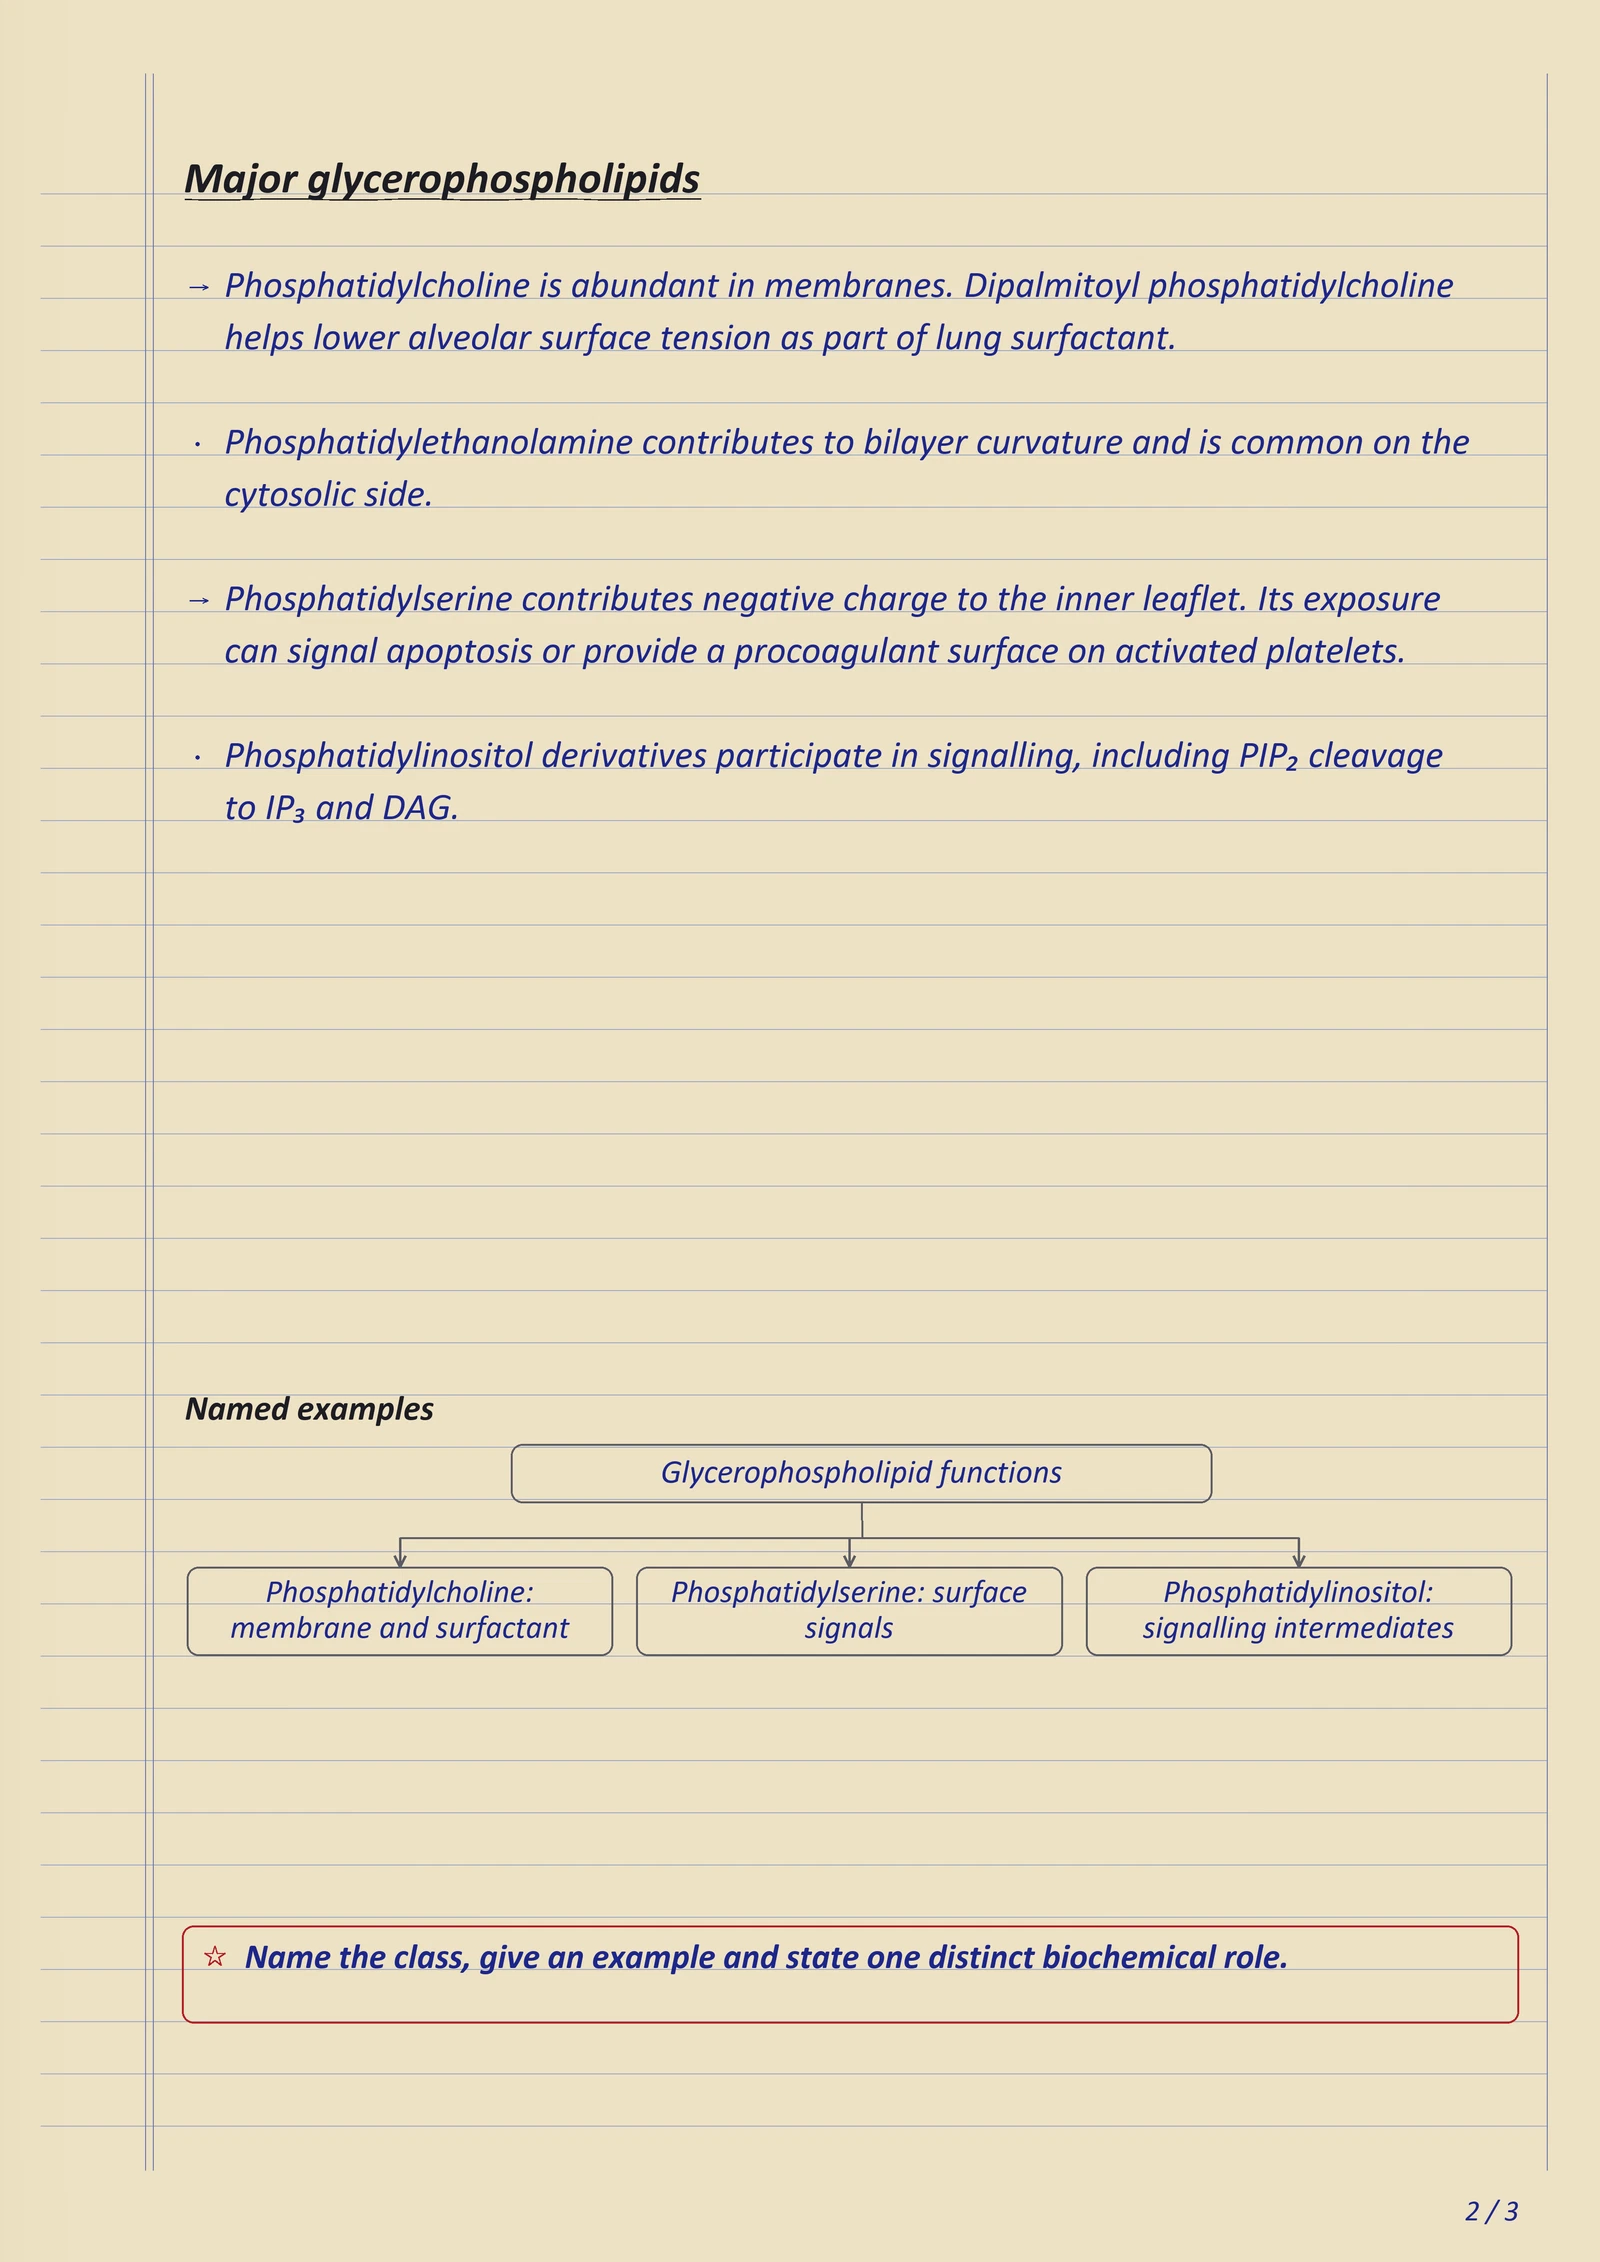 Major glycerophospholipids
→ Phosphatidylcholine is abundant in membranes. Dipalmitoyl phosphatidylcholine
helps lower alveolar surface tension as part of lung surfactant.
· Phosphatidylethanolamine contributes to bilayer curvature and is common on the
cytosolic side.
→ Phosphatidylserine contributes negative charge to the inner leaflet. Its exposure
can signal apoptosis or provide a procoagulant surface on activated platelets.
· Phosphatidylinositol derivatives participate in signalling, including PIP₂ cleavage
to IP₃ and DAG.
Named examples
Glycerophospholipid functions
Phosphatidylcholine:
membrane and surfactant
Phosphatidylserine: surface
signals
Phosphatidylinositol:
signalling intermediates
☆ Name the class, give an example and state one distinct biochemical role.
2 / 3